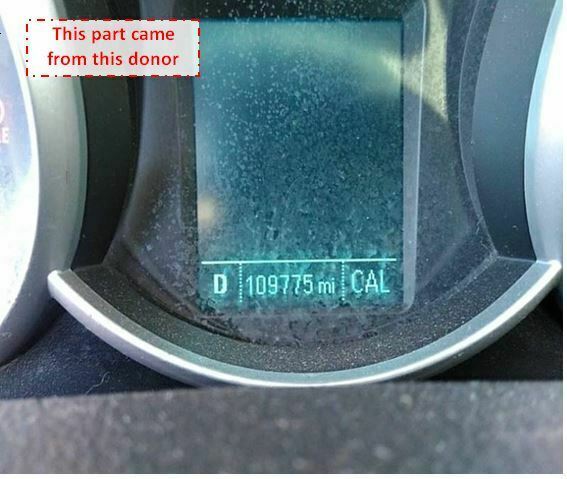 This part came
from this donor
D 109775 mi CAL